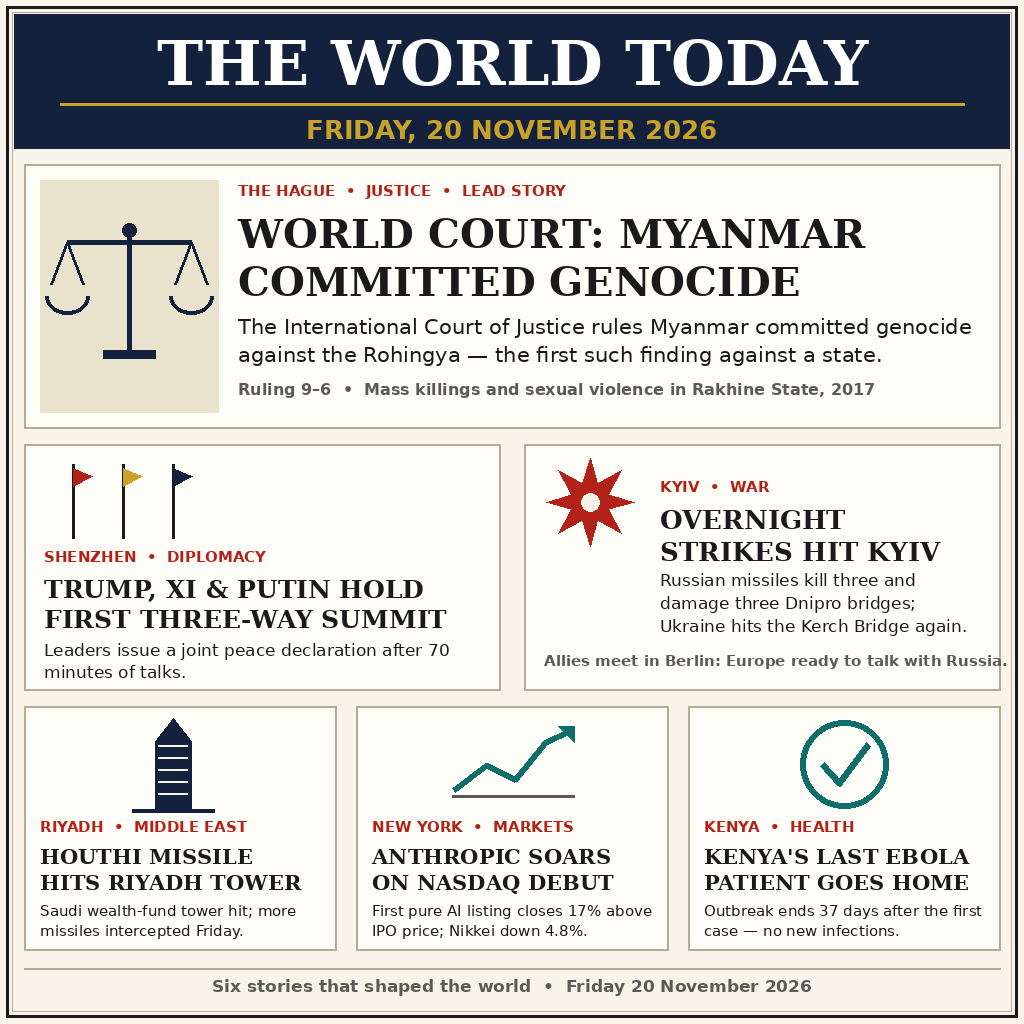 THE WORLD TODAY
FRIDAY, 20 NOVEMBER 2026
THE HAGUE • JUSTICE • LEAD STORY
WORLD COURT: MYANMAR
COMMITTED GENOCIDE
The International Court of Justice rules Myanmar committed genocide
against the Rohingya — the first such finding against a state.
Ruling 9–6 • Mass killings and sexual violence in Rakhine State, 2017
SHENZHEN • DIPLOMACY
TRUMP, XI & PUTIN HOLD
FIRST THREE-WAY SUMMIT
Leaders issue a joint peace declaration after 70
minutes of talks.
KYIV • WAR
OVERNIGHT
STRIKES HIT KYIV
Russian missiles kill three and
damage three Dnipro bridges;
Ukraine hits the Kerch Bridge again.
Allies meet in Berlin: Europe ready to talk with Russia.
RIYADH • MIDDLE EAST
HOUTHI MISSILE
HITS RIYADH TOWER
Saudi wealth-fund tower hit; more
missiles intercepted Friday.
NEW YORK • MARKETS
ANTHROPIC SOARS
ON NASDAQ DEBUT
First pure AI listing closes 17% above
IPO price; Nikkei down 4.8%.
KENYA • HEALTH
KENYA'S LAST EBOLA
PATIENT GOES HOME
Outbreak ends 37 days after the first
case — no new infections.
Six stories that shaped the world • Friday 20 November 2026